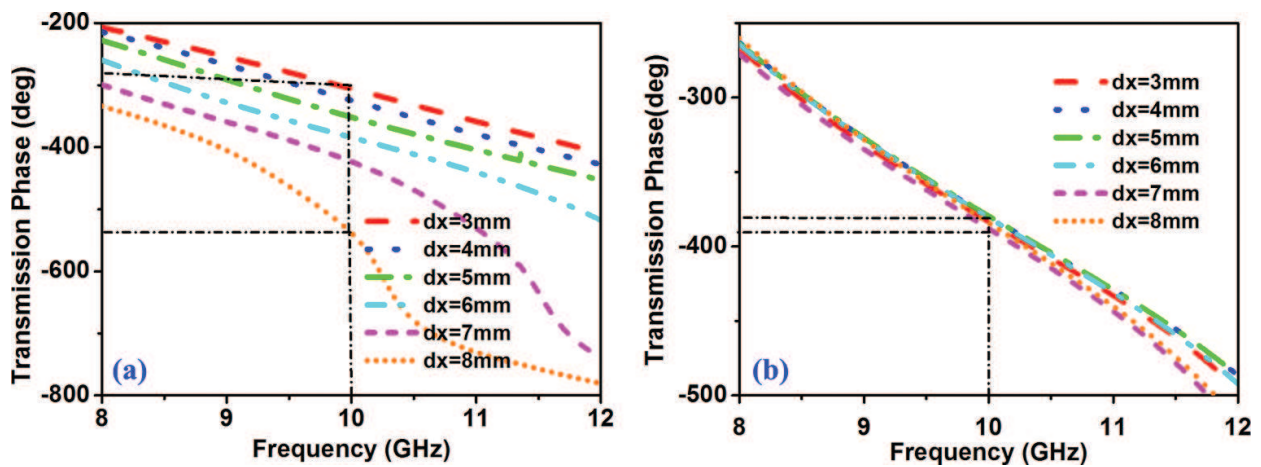 Transmission Phase (deg)
-200
-400
-600
-800
dx=3mm
dx=4mm
dx=5mm
dx=6mm
dx=7mm
dx=8mm
(a)
8 9 10 11 12
Frequency (GHz)
Transmission Phase(deg)
-300
-400
-500
dx=3mm
dx=4mm
dx=5mm
dx=6mm
dx=7mm
dx=8mm
(b)
8 9 10 11 12
Frequency (GHz)